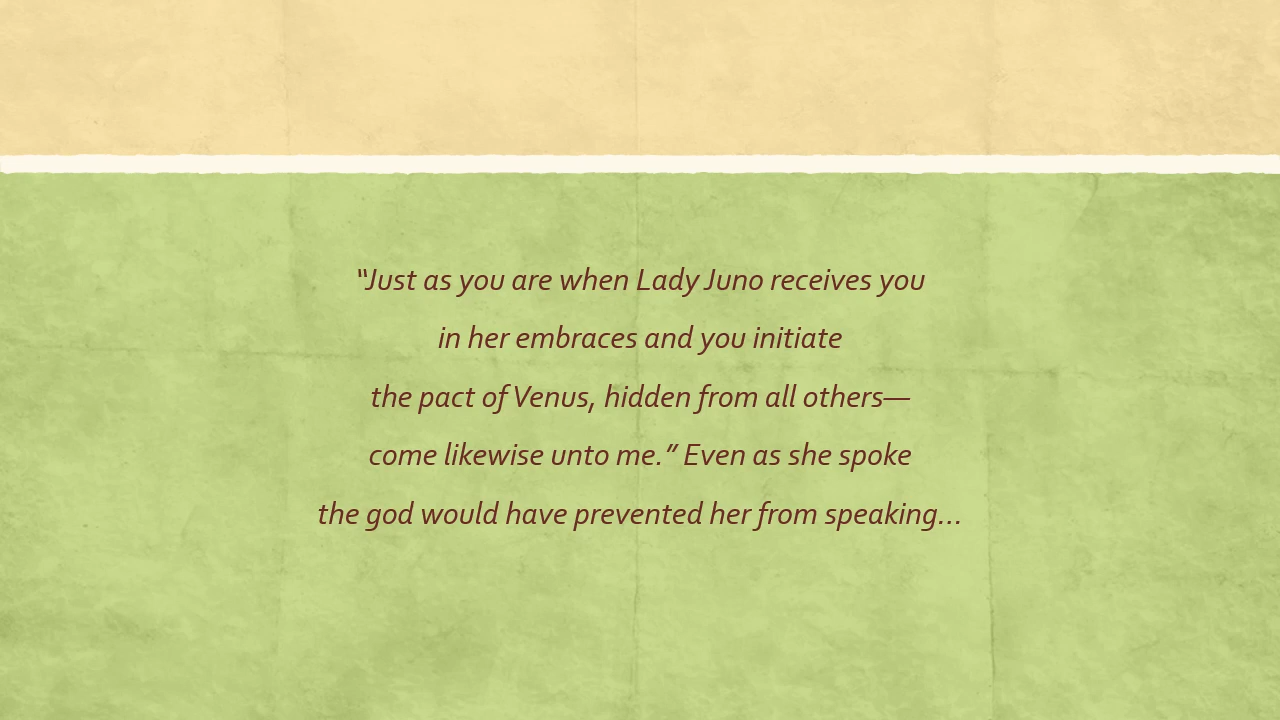 “Just as you are when Lady Juno receives you
in her embraces and you initiate
the pact of Venus, hidden from all others—
come likewise unto me.” Even as she spoke
the god would have prevented her from speaking…